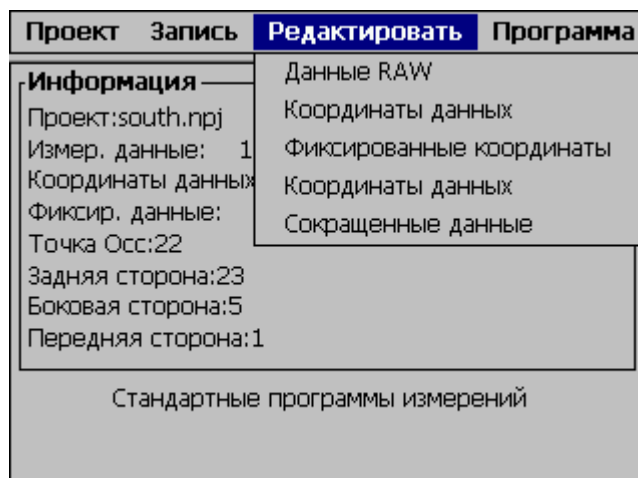 Проект Запись Редактировать Программа
Данные RAW
Координаты данных
Фиксированные координаты
Координаты данных
Сокращенные данные
Информация
Проект:south.npj
Измер. данные: 1
Координаты данных
Фиксир. данные:
Точка Осс:22
Задняя сторона:23
Боковая сторона:5
Передняя сторона:1
Стандартные программы измерений